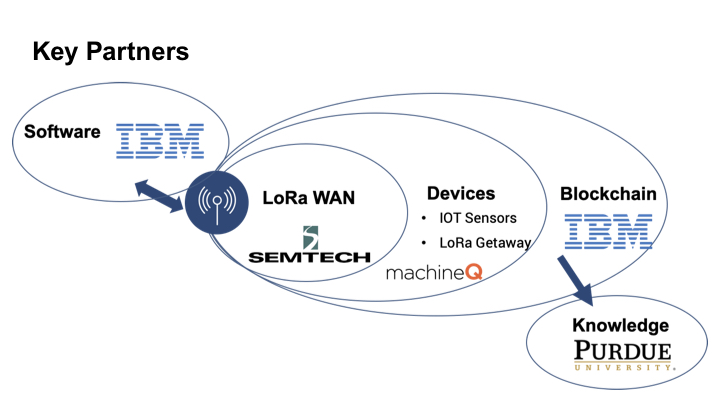 Key Partners
Software
IBM
LoRa WAN
SEMTECH
Devices
• IOT Sensors
• LoRa Getaway
machineQ
Blockchain
IBM
Knowledge
PURDUE
UNIVERSITY.